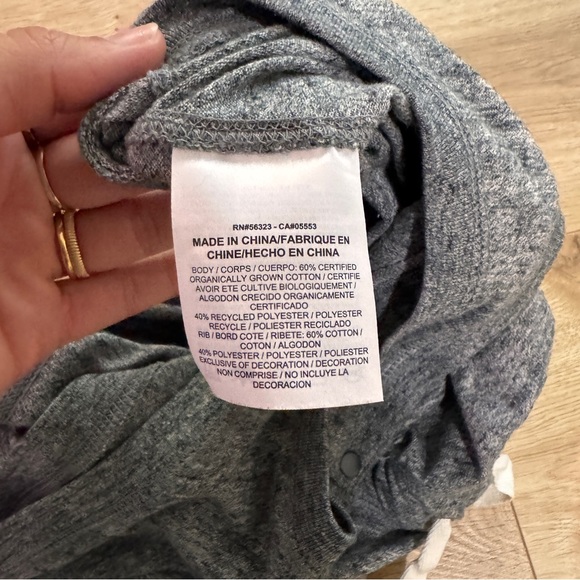 RN#56323 - CA#05553
MADE IN CHINA/FABRIQUE EN
CHINE/HECHO EN CHINA
BODY / CORPS / CUERPO: 60% CERTIFIED
ORGANICALLY GROWN COTTON / CERTIFIE
AVOIR ETE CULTIVE BIOLOGIQUEMENT /
ALGODON CRECIDO ORGANICAMENTE
CERTIFICADO
40% RECYCLED POLYESTER / POLYESTER
RECYCLE / POLIESTER RECICLADO
RIB / BORD COTE / RIBETE: 60% COTTON /
COTON / ALGODON
40% POLYESTER / POLYESTER / POLIESTER
EXCLUSIVE OF DECORATION / DECORATION
NON COMPRISE / NO INCLUYE LA
DECORACION